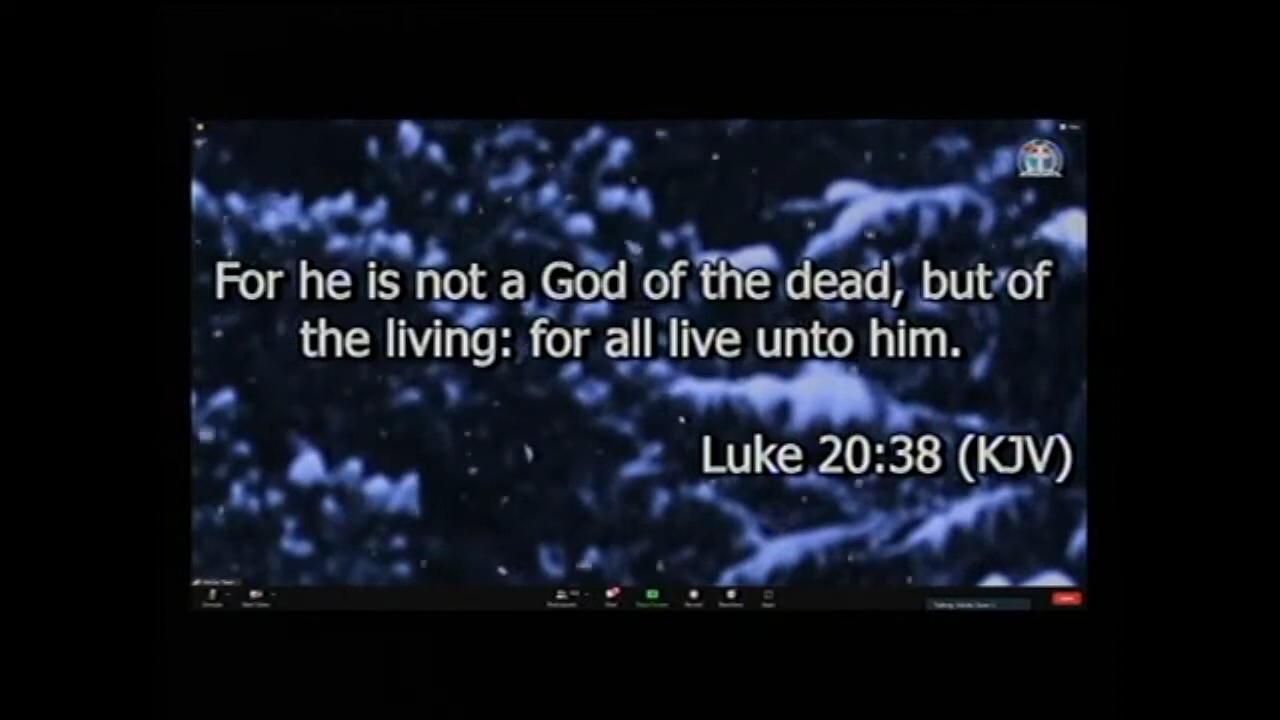 For he is not a God of the dead, but of
the living: for all live unto him.
Luke 20:38 (KJV)